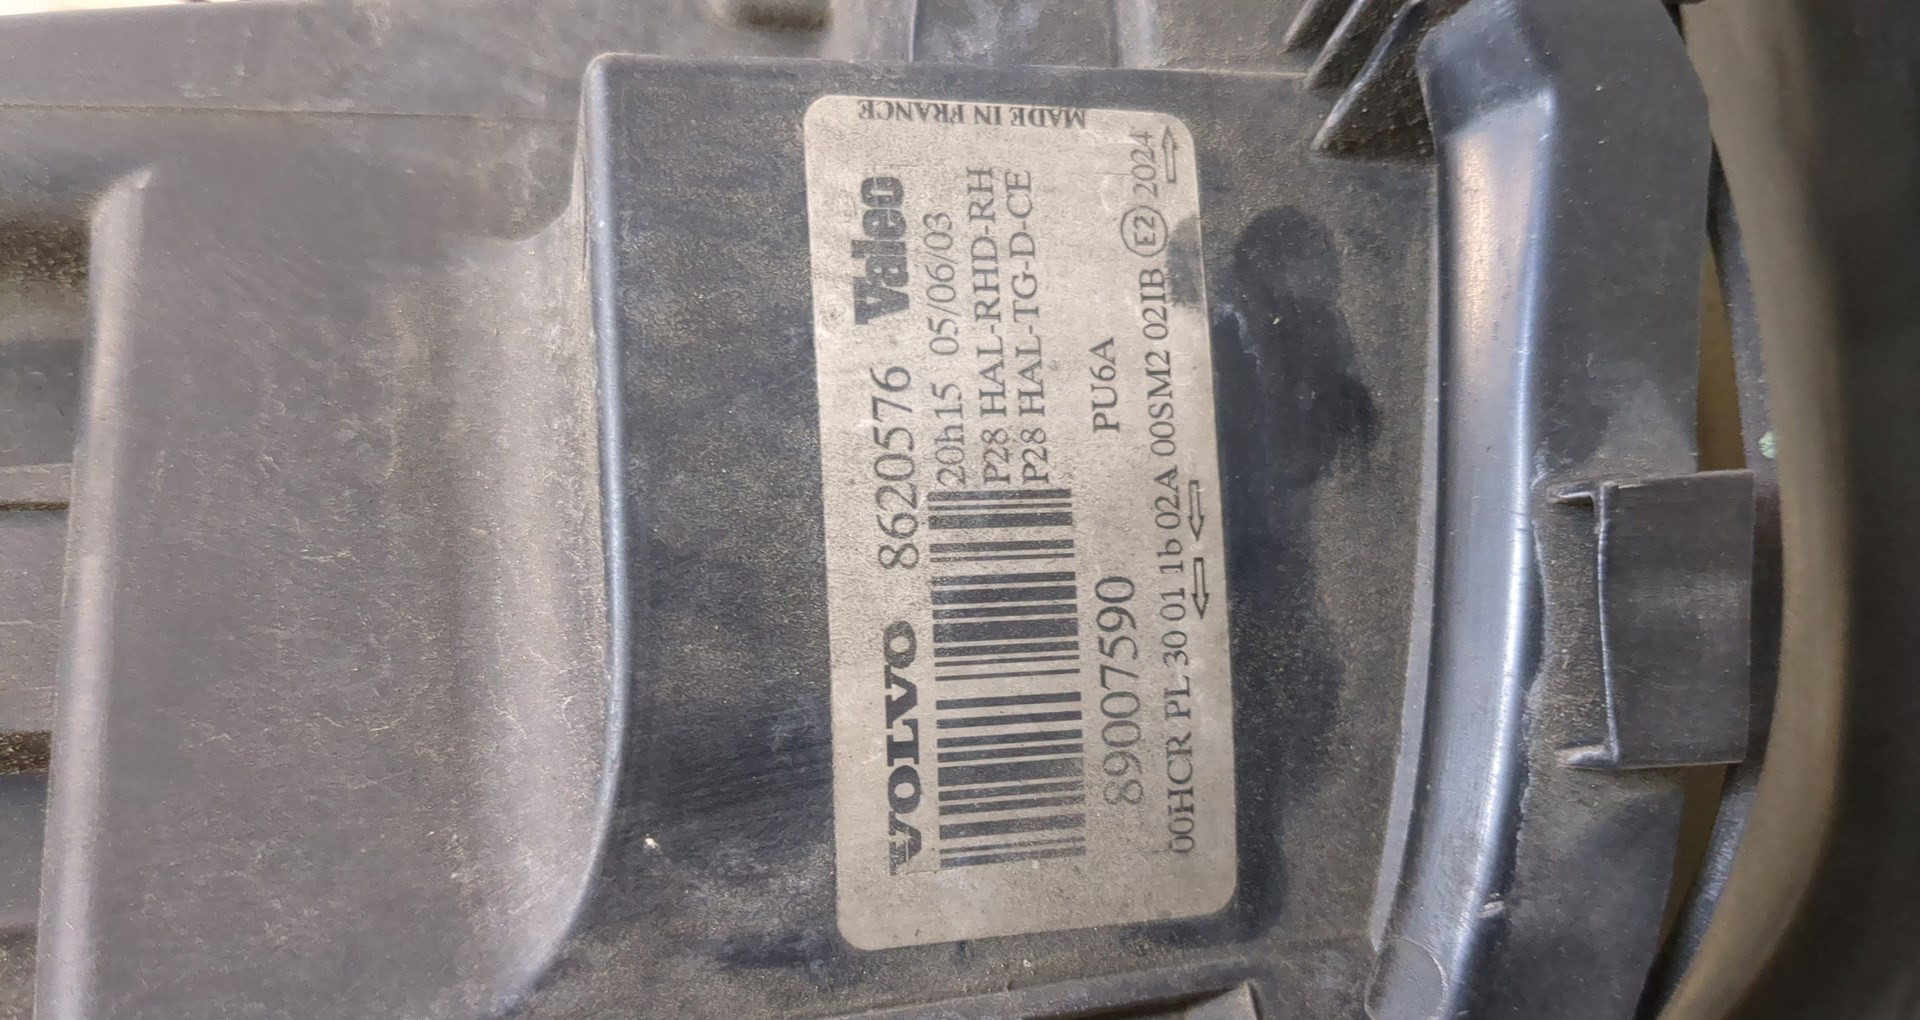 VOLVO 8620576 Valeo
20h15 05/06/03
P28 HAL-RHD-RH
P28 HAL-TG-D-CE
89007590 PU6A
00HCR PL 30 01 1b 02A 00SM2 02IB E2 2024
MADE IN FRANCE